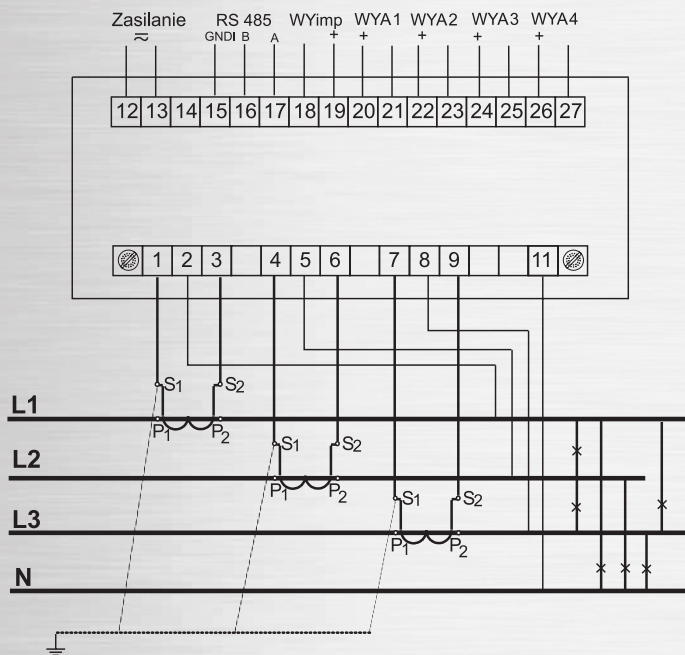 Zasilanie RS 485 WYimp WYA1 WYA2 WYA3 WYA4
GNDI B A + + + + +
12 13 14 15 16 17 18 19 20 21 22 23 24 25 26 27
1 2 3 4 5 6 7 8 9 11
S1 S2
L1
P1 P2
S1 S2
L2
P1 P2
S1 S2
L3
P1 P2
N